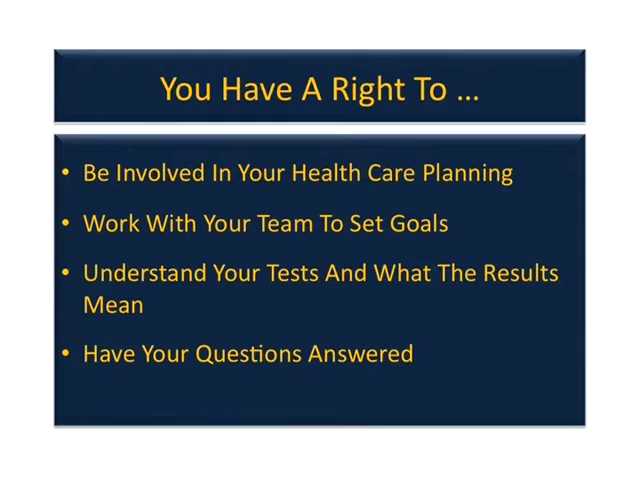 You Have A Right To ...
• Be Involved In Your Health Care Planning
• Work With Your Team To Set Goals
• Understand Your Tests And What The Results
Mean
• Have Your Questions Answered